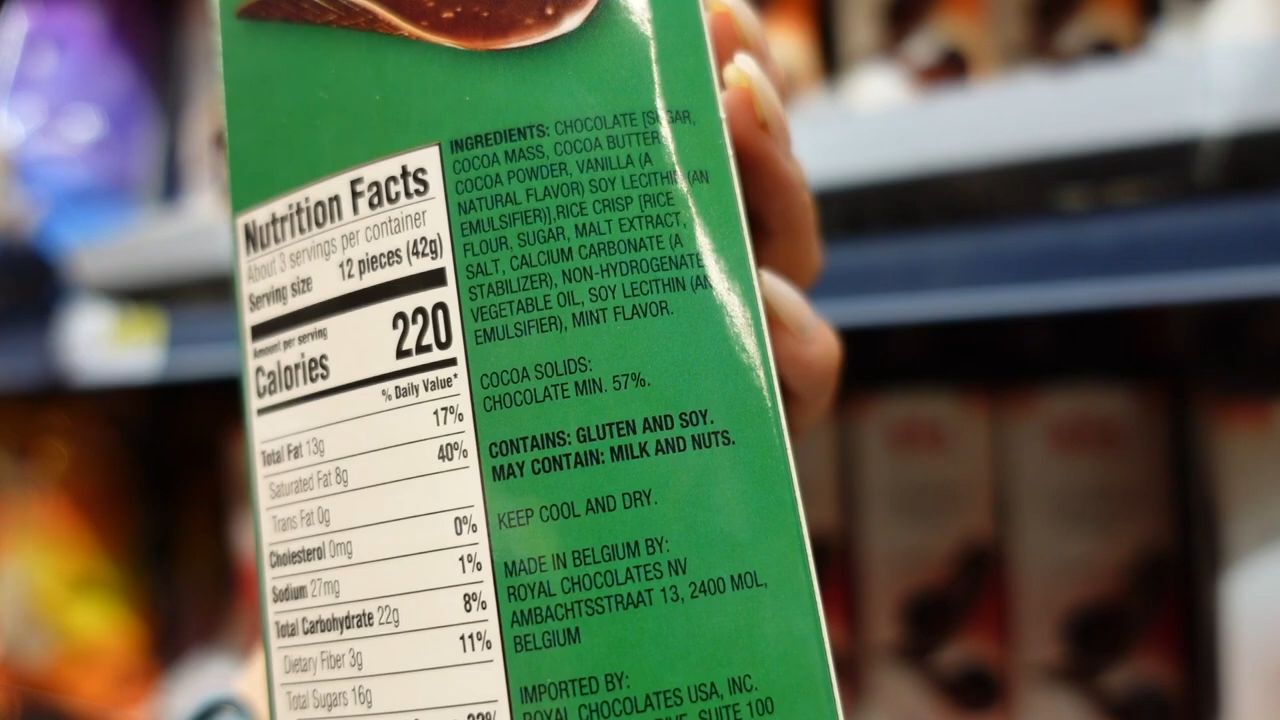 Nutrition Facts
About 3 servings per container
Serving size 12 pieces (42g)
Amount per serving
Calories 220
% Daily Value*
Total Fat 13g 17%
Saturated Fat 8g 40%
Trans Fat 0g
Cholesterol 0mg 0%
Sodium 27mg 1%
Total Carbohydrate 22g 8%
Dietary Fiber 3g 11%
Total Sugars 16g
INGREDIENTS: CHOCOLATE [SUGAR,
COCOA MASS, COCOA BUTTER,
COCOA POWDER, VANILLA (A
NATURAL FLAVOR) SOY LECITHIN (AN
EMULSIFIER)],RICE CRISP [RICE
FLOUR, SUGAR, MALT EXTRACT,
SALT, CALCIUM CARBONATE (A
STABILIZER), NON-HYDROGENATE
VEGETABLE OIL, SOY LECITHIN (AN
EMULSIFIER), MINT FLAVOR.
COCOA SOLIDS:
CHOCOLATE MIN. 57%.
CONTAINS: GLUTEN AND SOY.
MAY CONTAIN: MILK AND NUTS.
KEEP COOL AND DRY.
MADE IN BELGIUM BY:
ROYAL CHOCOLATES NV
AMBACHTSSTRAAT 13, 2400 MOL,
BELGIUM
IMPORTED BY:
ROYAL CHOCOLATES USA, INC.
SUITE 100